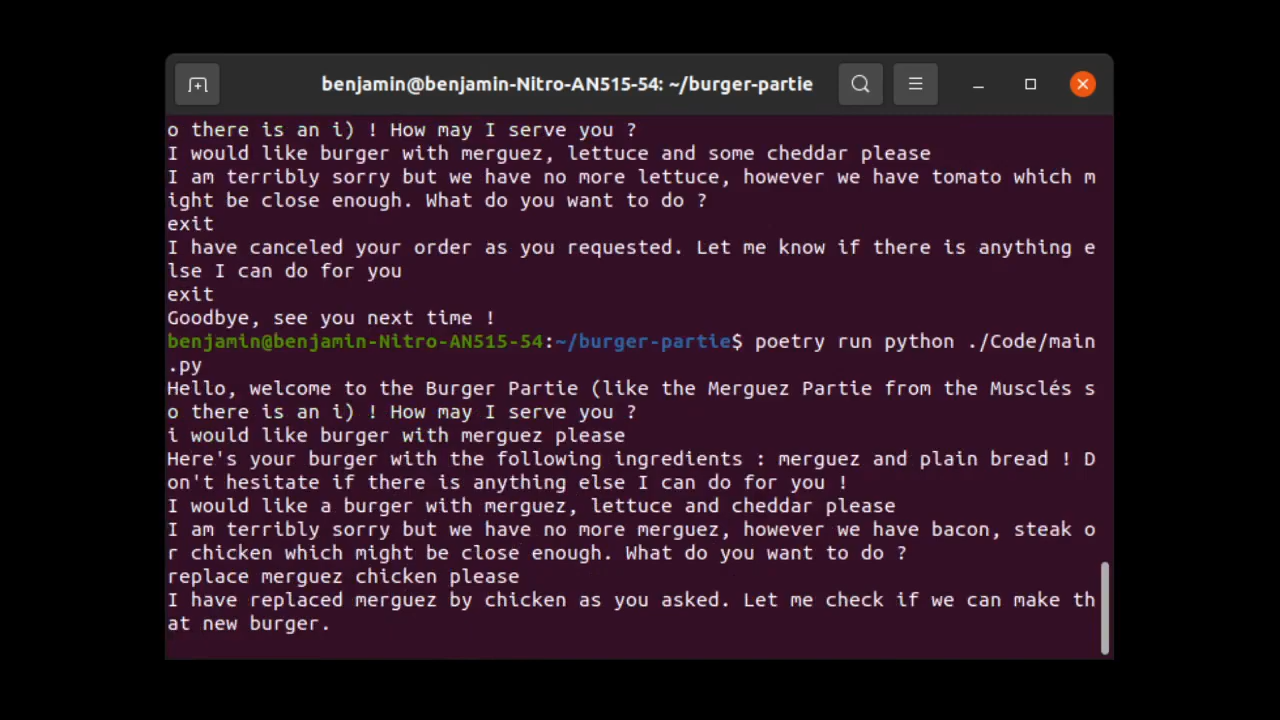 benjamin@benjamin-Nitro-AN515-54: ~/burger-partie
o there is an i) ! How may I serve you ?
I would like burger with merguez, lettuce and some cheddar please
I am terribly sorry but we have no more lettuce, however we have tomato which m
ight be close enough. What do you want to do ?
exit
I have canceled your order as you requested. Let me know if there is anything e
lse I can do for you
exit
Goodbye, see you next time !
benjamin@benjamin-Nitro-AN515-54:~/burger-partie$ poetry run python ./Code/main
.py
Hello, welcome to the Burger Partie (like the Merguez Partie from the Musclés s
o there is an i) ! How may I serve you ?
i would like burger with merguez please
Here's your burger with the following ingredients : merguez and plain bread ! D
on't hesitate if there is anything else I can do for you !
I would like a burger with merguez, lettuce and cheddar please
I am terribly sorry but we have no more merguez, however we have bacon, steak o
r chicken which might be close enough. What do you want to do ?
replace merguez chicken please
I have replaced merguez by chicken as you asked. Let me check if we can make th
at new burger.